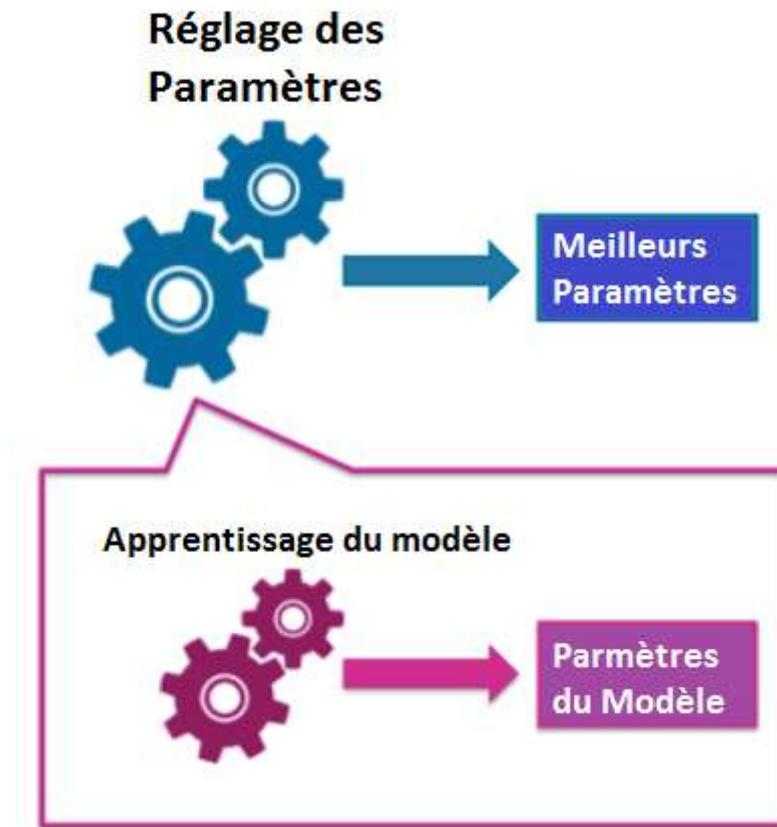 Réglage des
Paramètres
Meilleurs
Paramètres
Apprentissage du modèle
Parmètres
du Modèle